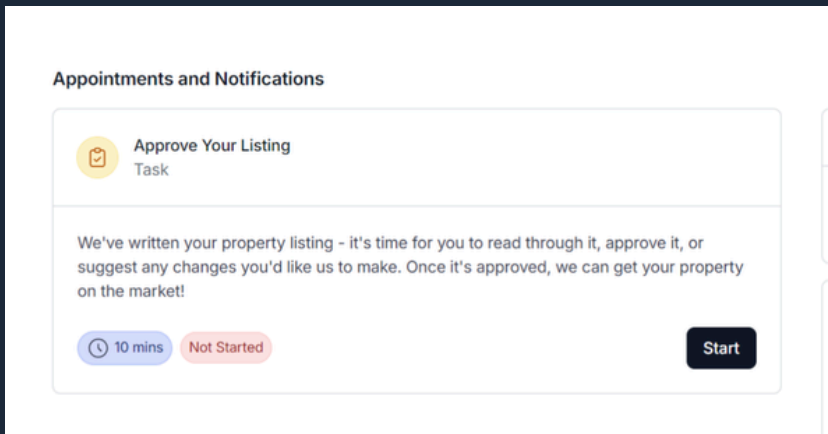 Appointments and Notifications
Approve Your Listing
Task
We've written your property listing - it's time for you to read through it, approve it, or
suggest any changes you'd like us to make. Once it's approved, we can get your property
on the market!
10 mins
Not Started
Start